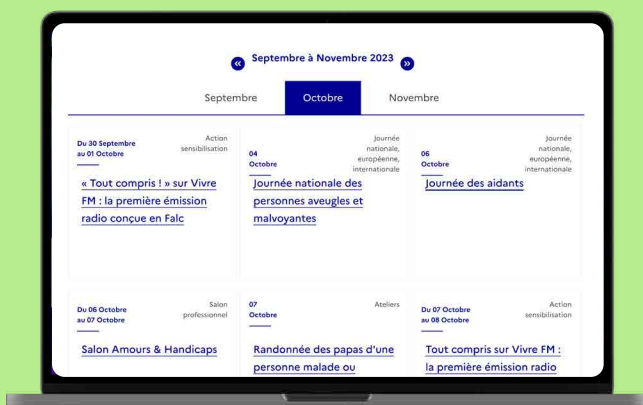 Septembre à Novembre 2023
Septembre Octobre Novembre
Du 30 Septembre
au 01 Octobre
Action
sensibilisation
« Tout compris ! » sur Vivre
FM : la première émission
radio conçue en Falc
04
Octobre
Journée
nationale,
européenne,
internationale
Journée nationale des
personnes aveugles et
malvoyantes
06
Octobre
Journée
nationale,
européenne,
internationale
Journée des aidants
Du 06 Octobre
au 07 Octobre
Salon
professionnel
Salon Amours & Handicaps
07
Octobre
Ateliers
Randonnée des papas d'une
personne malade ou
Du 07 Octobre
au 08 Octobre
Action
sensibilisation
Tout compris sur Vivre FM :
la première émission radio